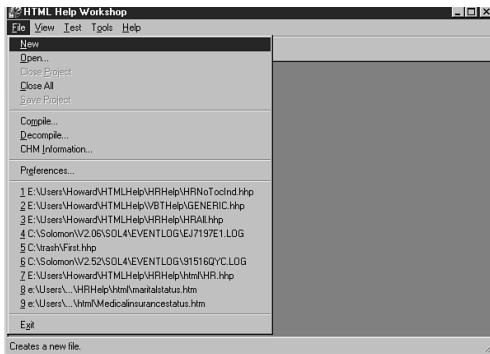 HTML Help Workshop
File View Test Tools Help
New
Open...
Close Project
Close All
Save Project
Compile...
Decompile...
CHM Information...
Preferences...
1 E:\Users\Howard\HTMLHelp\HRHelp\HRNoTocInd.hhp
2 E:\Users\Howard\HTMLHelp\VBTHelp\GENERIC.hhp
3 E:\Users\Howard\HTMLHelp\HRHelp\HRAll.hhp
4 C:\Solomon\V2.06\SOL4\EVENTLOG\EJ7197E1.LOG
5 C:\trash\First.hhp
6 C:\Solomon\V2.52\SOL4\EVENTLOG\91516QYC.LOG
7 E:\Users\Howard\HTMLHelp\HRHelp\html\HR.hhp
8 e:\Users\...\HRHelp\html\maritalstatus.htm
9 e:\Users\...\html\Medicalinsurancestatus.htm
Exit
Creates a new file.